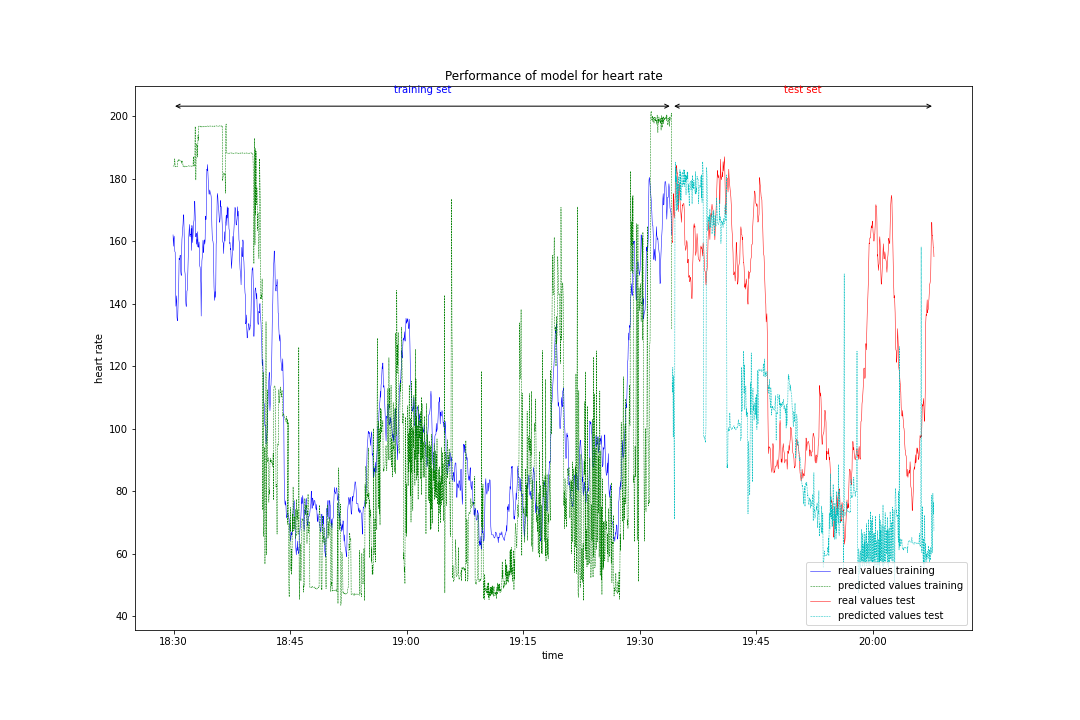 Performance of model for heart rate
training set
test set
200
180
160
140
120
100
80
60
40
heart rate
18:30
18:45
19:00
19:15
19:30
19:45
20:00
time
real values training
predicted values training
real values test
predicted values test